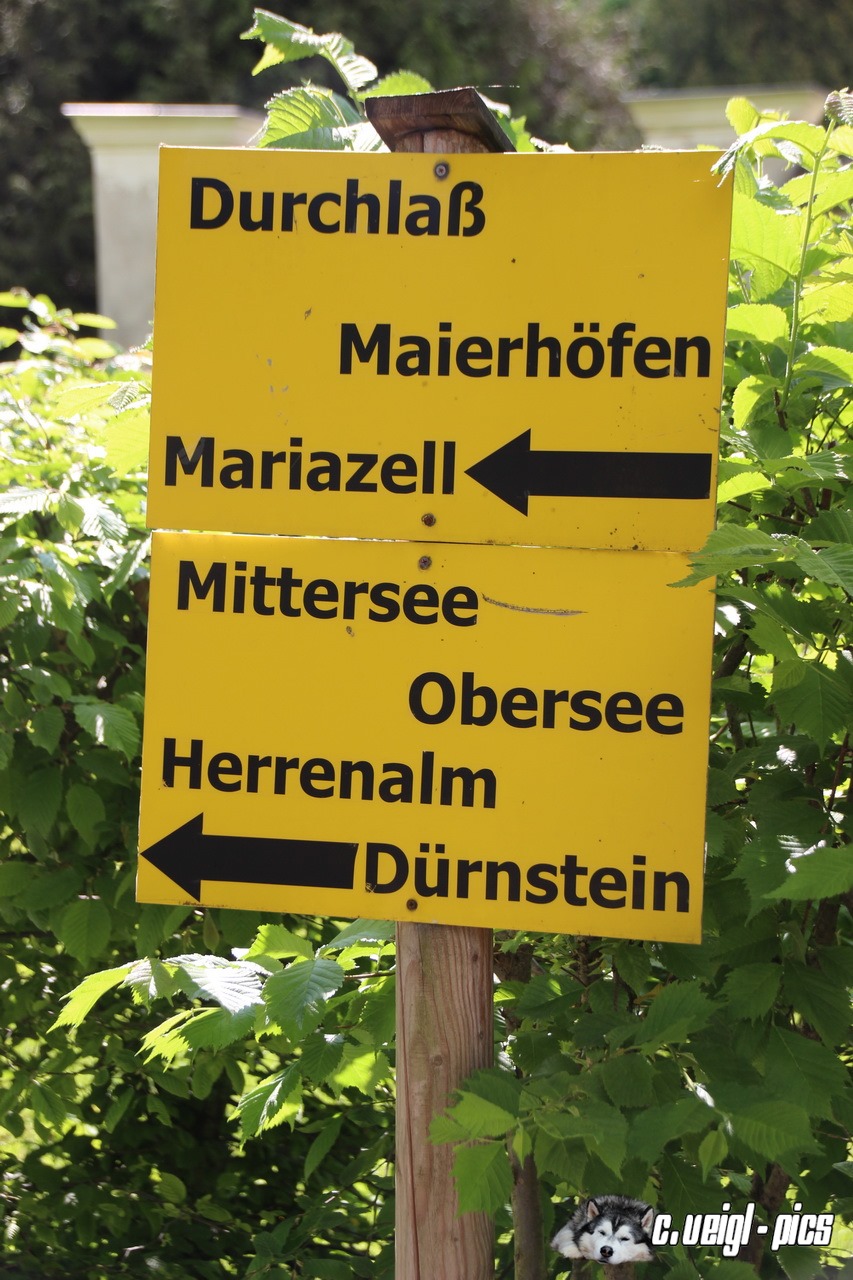 Durchlaß
Maierhöfen
Mariazell
Mittersee
Obersee
Herrenalm
Dürnstein
c.veigl-pics